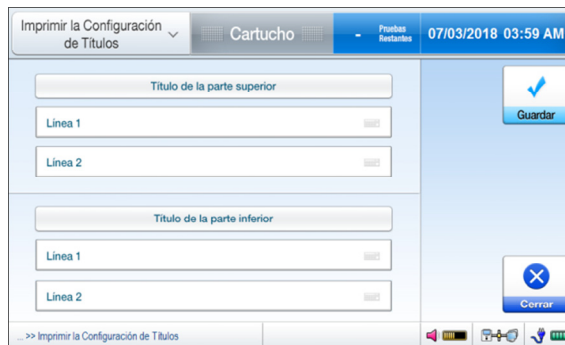 Imprimir la Configuración
de Títulos
Cartucho
-
Pruebas
Restantes
07/03/2018 03:59 AM
Título de la parte superior
Línea 1
Línea 2
Guardar
Título de la parte inferior
Línea 1
Línea 2
Cerrar
... >> Imprimir la Configuración de Títulos